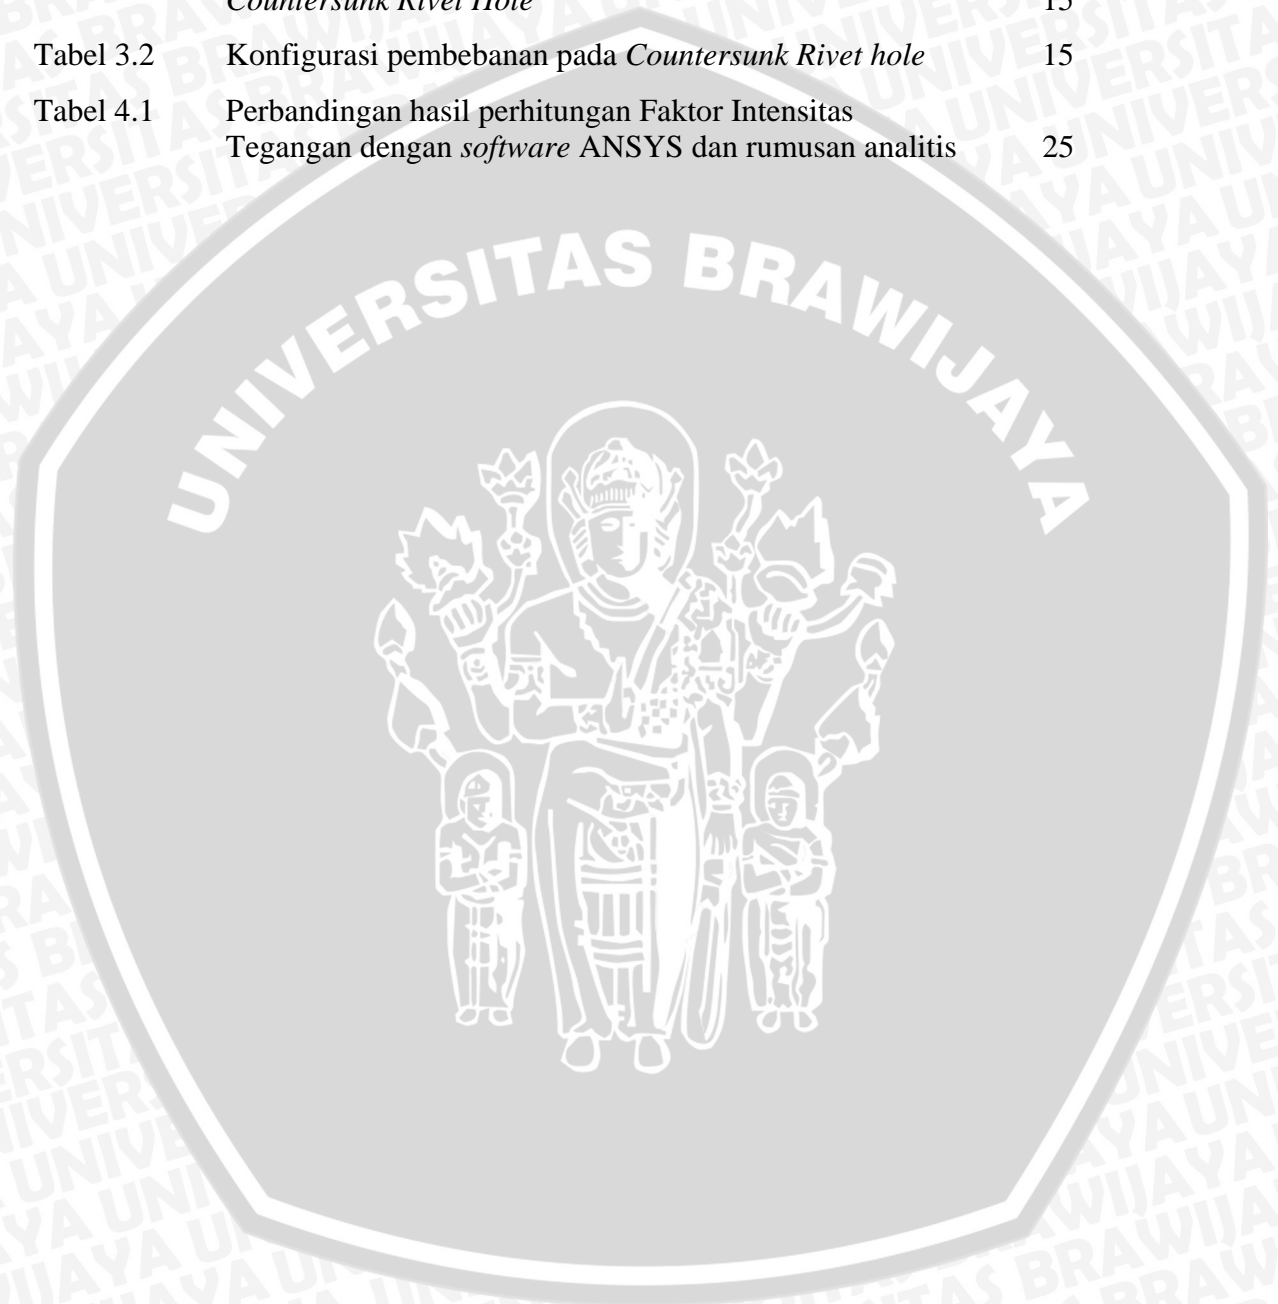 Countersunk Rivet Hole 15
Tabel 3.2 Konfigurasi pembebanan pada Countersunk Rivet hole 15
Tabel 4.1 Perbandingan hasil perhitungan Faktor Intensitas
Tegangan dengan software ANSYS dan rumusan analitis 25
UNIVERSITAS BRAWIJAYA